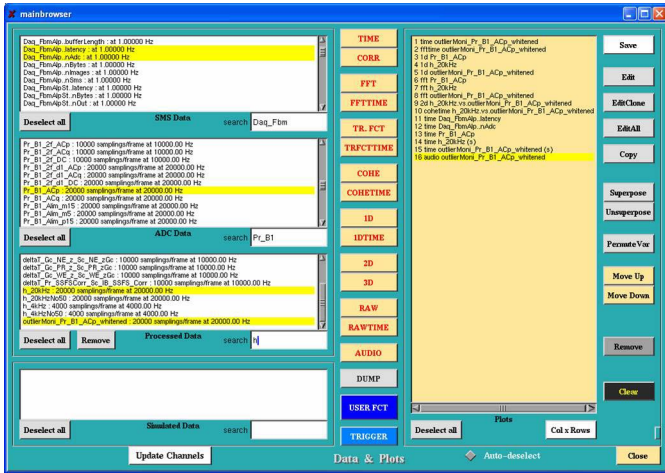 mainbrowser
Daq_FbmAlp..bufferLength : at 1.00000 Hz
Daq_FbmAlp..latency : at 1.00000 Hz
Daq_FbmAlp..nAdc : at 1.00000 Hz
Daq_FbmAlp..nBytes : at 1.00000 Hz
Daq_FbmAlp..nImages : at 1.00000 Hz
Daq_FbmAlp..nSms : at 1.00000 Hz
Daq_FbmAlpSt..latency : at 1.00000 Hz
Daq_FbmAlpSt..nBytes : at 1.00000 Hz
Daq_FbmAlpSt..nOut : at 1.00000 Hz
Deselect all
SMS Data
search
Daq_Fbm
Pr_B1_2f_ACp : 10000 samplings/frame at 10000.00 Hz
Pr_B1_2f_ACq : 10000 samplings/frame at 10000.00 Hz
Pr_B1_2f_DC : 10000 samplings/frame at 10000.00 Hz
Pr_B1_2f_d1_ACp : 20000 samplings/frame at 20000.00 Hz
Pr_B1_2f_d1_ACq : 20000 samplings/frame at 20000.00 Hz
Pr_B1_2f_d1_DC : 20000 samplings/frame at 20000.00 Hz
Pr_B1_ACp : 20000 samplings/frame at 20000.00 Hz
Pr_B1_ACq : 20000 samplings/frame at 20000.00 Hz
Pr_B1_Alim_m15 : 10000 samplings/frame at 10000.00 Hz
Pr_B1_Alim_m5 : 10000 samplings/frame at 10000.00 Hz
Pr_B1_Alim_p15 : 10000 samplings/frame at 10000.00 Hz
Deselect all
ADC Data
search
Pr_B1
deltaT_Gc_NE_z_Sc_NE_zGc : 10000 samplings/frame at 10000.00 Hz
deltaT_Gc_PR_z_Sc_PR_zGc : 10000 samplings/frame at 10000.00 Hz
deltaT_Gc_WE_z_Sc_WE_zGc : 10000 samplings/frame at 10000.00 Hz
deltaT_Pr_SSFSCorr_Sc_IB_SSFS_Corr : 10000 samplings/frame at 10000.00 Hz
h_20kHz : 20000 samplings/frame at 20000.00 Hz
h_20kHzNo50 : 20000 samplings/frame at 20000.00 Hz
h_4kHz : 4000 samplings/frame at 4000.00 Hz
h_4kHzNo50 : 4000 samplings/frame at 4000.00 Hz
outlierMoni_Pr_B1_ACp_whitened : 20000 samplings/frame at 20000.00 Hz
Deselect all
Remove
Processed Data
search
h
Deselect all
Simulated Data
search
Update Channels
TIME
CORR.
FFT
FFTTIME
TR. FCT
TRFCTTIME
COHE
COHETIME
1D
1DTIME
2D
3D
RAW
RAWTIME
AUDIO
DUMP
USER FCT
TRIGGER
Data & Plots
1 time outlierMoni_Pr_B1_ACp_whitened
2 ffttime outlierMoni_Pr_B1_ACp_whitened
3 1d Pr_B1_ACp
4 1d h_20kHz
5 1d outlierMoni_Pr_B1_ACp_whitened
6 fft Pr_B1_ACp
7 fft h_20kHz
8 fft outlierMoni_Pr_B1_ACp_whitened
9 2d h_20kHz.vs.outlierMoni_Pr_B1_ACp_whitened
10 cohetime h_20kHz.vs.outlierMoni_Pr_B1_ACp_whitened
11 time Daq_FbmAlp..latency
12 time Daq_FbmAlp..nAdc
13 time Pr_B1_ACp
14 time h_20kHz (s)
15 time outlierMoni_Pr_B1_ACp_whitened (s)
16 audio outlierMoni_Pr_B1_ACp_whitened
Plots
Deselect all
Col x Rows
Auto-deselect
Save
Edit
EditClone
EditAll
Copy
Superpose
Unsuperpose
PermuteVar
Move Up
Move Down
Remove
Clear
Close